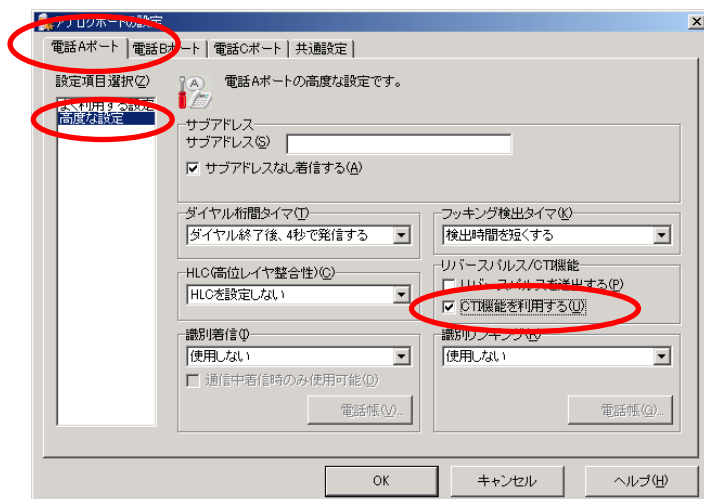 アナログポートの設定
電話Aポート 電話Bポート 電話Cポート 共通設定
設定項目選択(Z)
よく利用する設定
高度な設定
電話Aポートの高度な設定です。
サブアドレス
サブアドレス(S)
サブアドレスなし着信する(A)
ダイヤル桁間タイマ(T)
ダイヤル終了後、4秒で発信する
フッキング検出タイマ(K)
検出時間を短くする
HLC(高位レイヤ整合性)(C)
HLCを設定しない
リバースパルス/CTI機能
リバースパルスを送出する(P)
CTI機能を利用する(U)
識別着信(I)
使用しない
通信中着信時のみ使用可能(D)
電話帳(V)...
識別リンギング(R)
使用しない
電話帳(G)...
OK キャンセル ヘルプ(H)